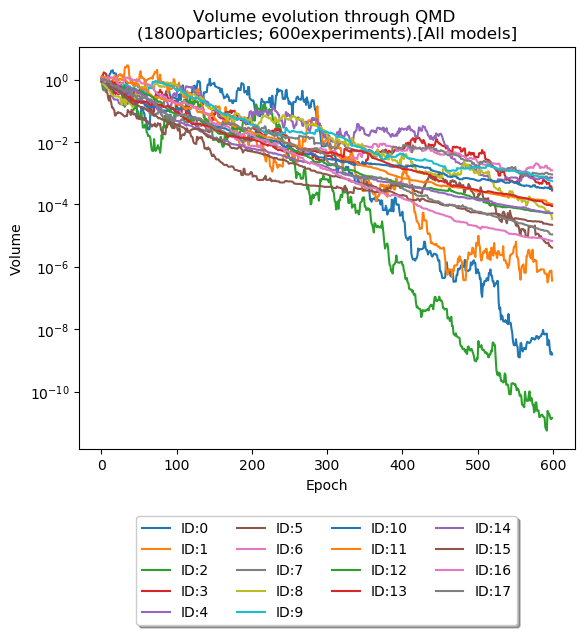 Volume evolution through QMD
(1800particles; 600experiments).[All models]
Volume
10⁰
10⁻²
10⁻⁴
10⁻⁶
10⁻⁸
10⁻¹⁰
0 100 200 300 400 500 600
Epoch
ID:0 ID:5 ID:10 ID:14
ID:1 ID:6 ID:11 ID:15
ID:2 ID:7 ID:12 ID:16
ID:3 ID:8 ID:13 ID:17
ID:4 ID:9